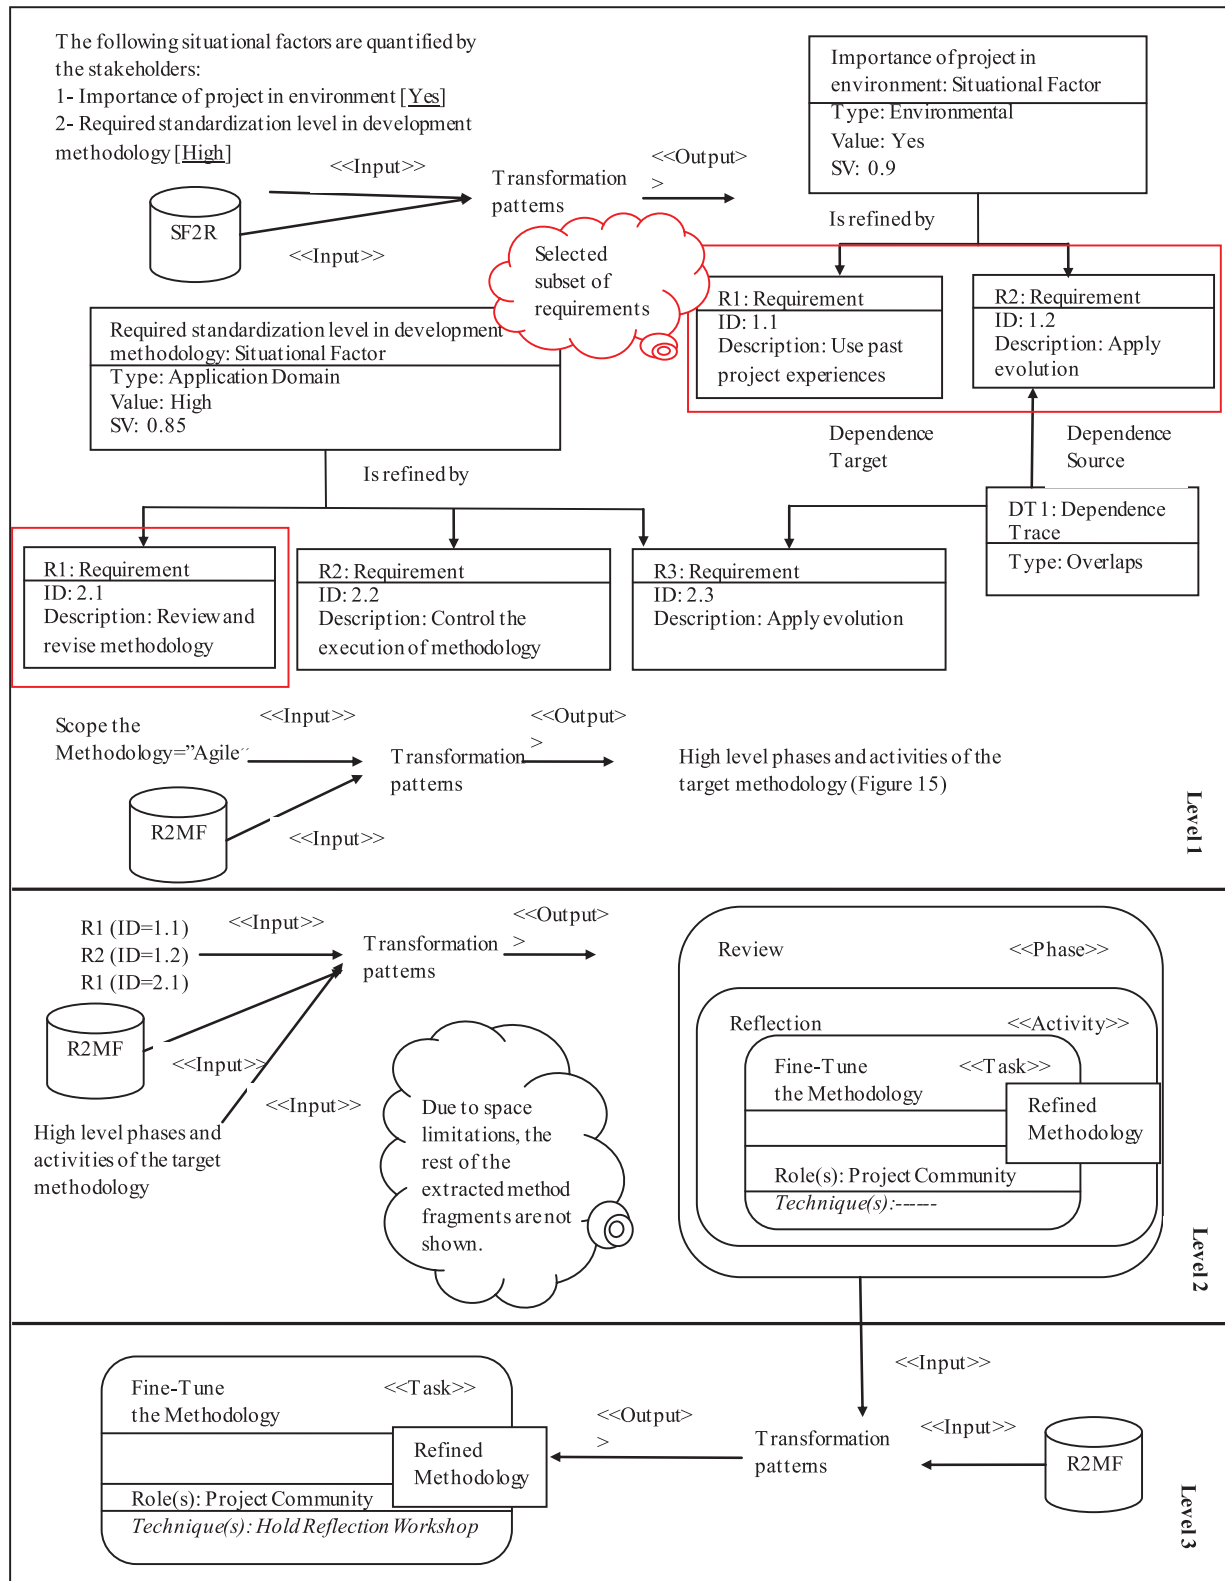 The following situational factors are quantified by
the stakeholders:
1- Importance of project in environment [Yes]
2- Required standardization level in development
methodology [High]
<<Input>>
SF2R
<<Input>>
Transformation
patterns
<<Output>
>
Importance of project in
environment: Situational Factor
Type: Environmental
Value: Yes
SV: 0.9
Is refined by
Selected
subset of
requirements
R1: Requirement
ID: 1.1
Description: Use past
project experiences
R2: Requirement
ID: 1.2
Description: Apply
evolution
Required standardization level in development
methodology: Situational Factor
Type: Application Domain
Value: High
SV: 0.85
Is refined by
Dependence
Target
Dependence
Source
DT1: Dependence
Trace
Type: Overlaps
R1: Requirement
ID: 2.1
Description: Review and
revise methodology
R2: Requirement
ID: 2.2
Description: Control the
execution of methodology
R3: Requirement
ID: 2.3
Description: Apply evolution
Scope the
Methodology=”Agile”
<<Input>>
R2MF
<<Input>>
Transformation
patterns
<<Output>
>
High level phases and activities of the
target methodology (Figure 15)
Level 1
R1 (ID=1.1)
R2 (ID=1.2)
R1 (ID=2.1)
<<Input>>
R2MF
<<Input>>
<<Input>>
High level phases and
activities of the target
methodology
Transformation
patterns
<<Output>
>
Due to space
limitations, the
rest of the
extracted method
fragments are not
shown.
Review <<Phase>>
Reflection <<Activity>>
Fine-Tune <<Task>>
the Methodology
Refined
Methodology
Role(s): Project Community
Technique(s):------
Level 2
<<Input>>
Fine-Tune <<Task>>
the Methodology
Refined
Methodology
Role(s): Project Community
Technique(s): Hold Reflection Workshop
<<Output>
>
Transformation
patterns
<<Input>>
R2MF
Level 3